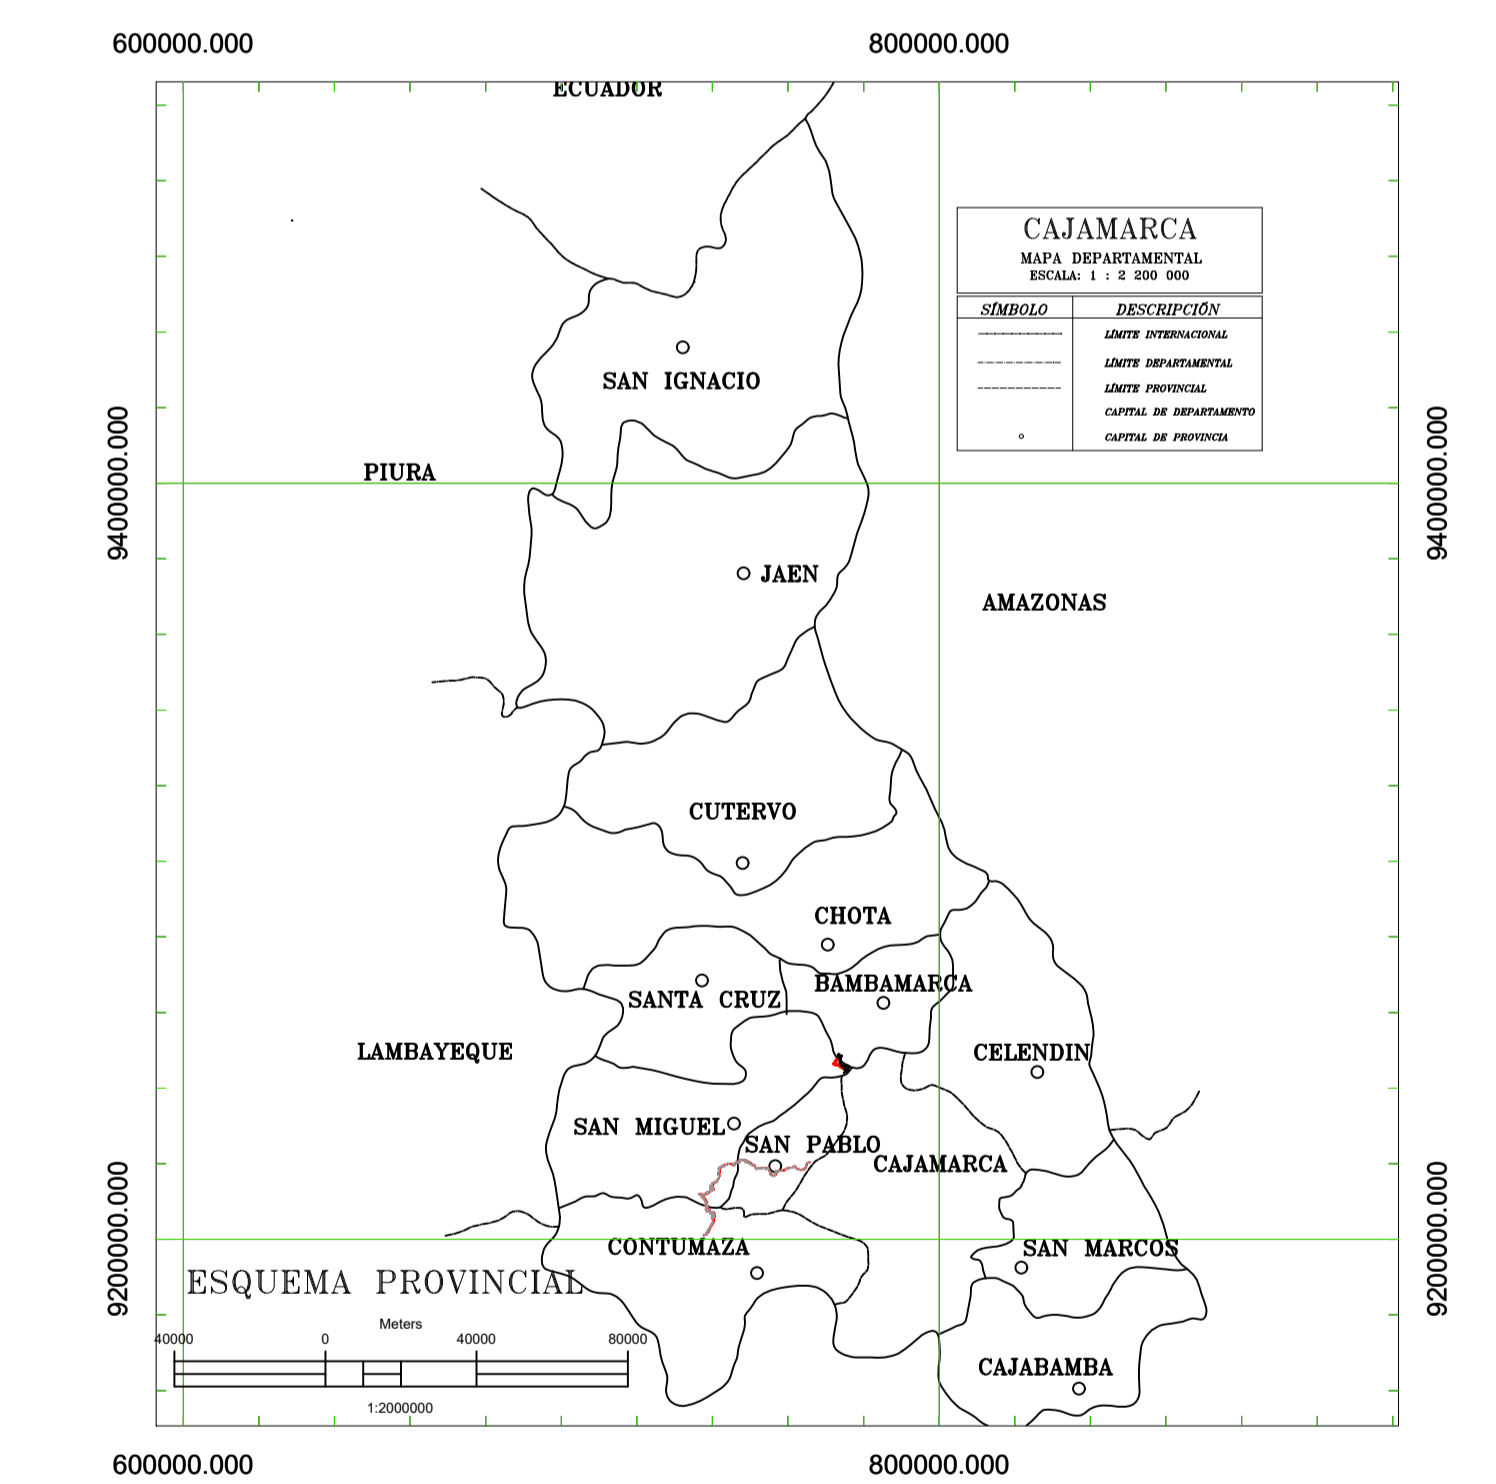 600000.000 800000.000
ECUADOR
CAJAMARCA
MAPA DEPARTAMENTAL
ESCALA: 1 : 2 200 000
SÍMBOLO DESCRIPCIÓN
LÍMITE INTERNACIONAL
LÍMITE DEPARTAMENTAL
LÍMITE PROVINCIAL
CAPITAL DE DEPARTAMENTO
CAPITAL DE PROVINCIA
SAN IGNACIO
9400000.000
PIURA
9400000.000
JAEN
AMAZONAS
CUTERVO
CHOTA
BAMBAMARCA
SANTA CRUZ
LAMBAYEQUE
CELENDIN
SAN MIGUEL
SAN PABLO
CAJAMARCA
9200000.000
9200000.000
CONTUMAZA
SAN MARCOS
ESQUEMA PROVINCIAL
Meters
40000 0 40000 80000
CAJABAMBA
1:2000000
600000.000 800000.000